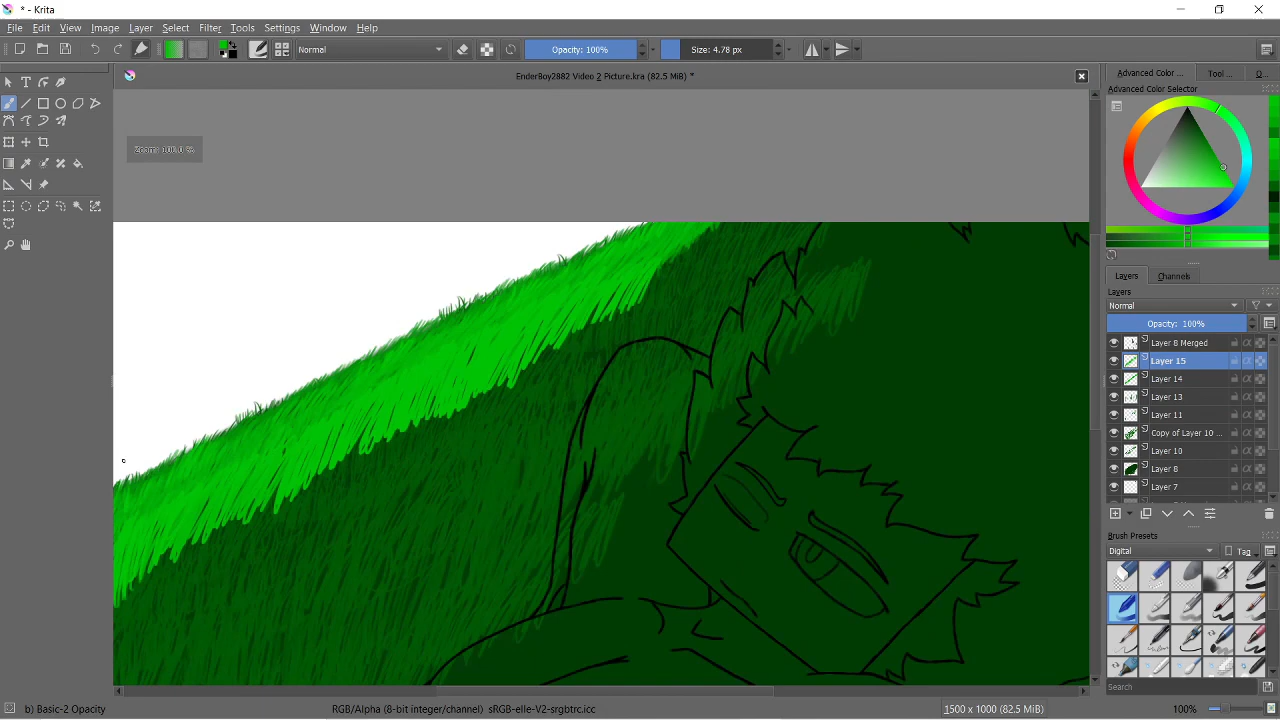 * - Krita
File Edit View Image Layer Select Filter Tools Settings Window Help
Normal Opacity: 100% Size: 4.78 px
EnderBoy2882 Video 2 Picture.kra (82.5 MiB) *
Zoom: 100.0 %
Advanced Color ... Tool ... O...
Advanced Color Selector
Layers Channels
Layers
Normal
Opacity: 100%
Layer 8 Merged
Layer 15
Layer 14
Layer 13
Layer 11
Copy of Layer 10 ...
Layer 10
Layer 8
Layer 7
Brush Presets
Digital Tag
Search
b) Basic-2 Opacity RGB/Alpha (8-bit integer/channel) sRGB-elle-V2-srgbtrc.icc 1500 x 1000 (82.5 MiB) 100%